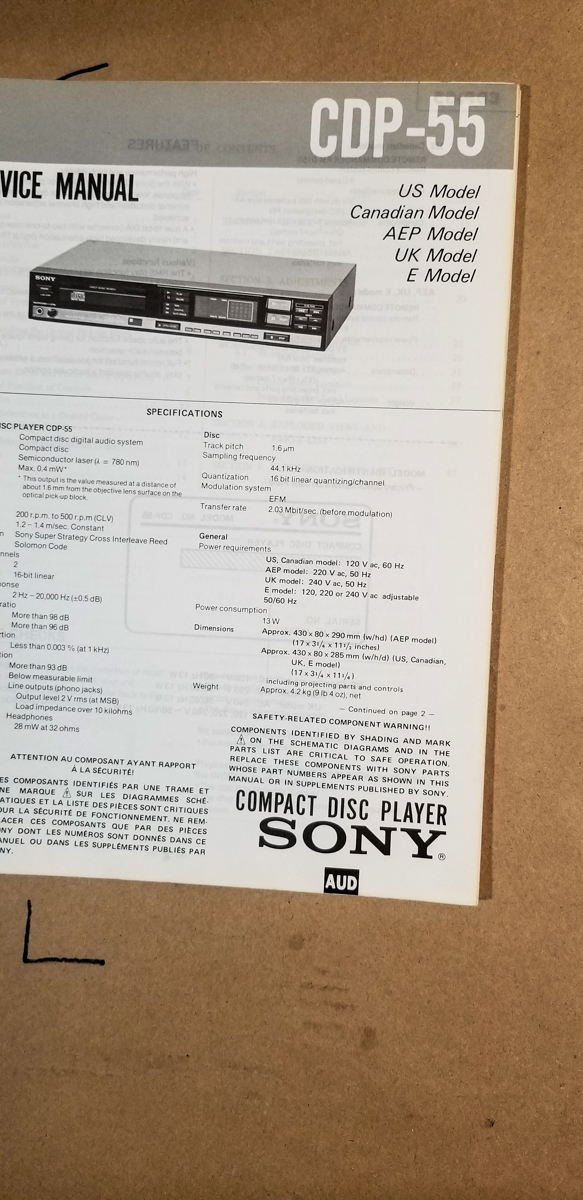 CDP-55
VICE MANUAL
US Model
Canadian Model
AEP Model
UK Model
E Model
SONY
SPECIFICATIONS
ISC PLAYER CDP-55
Compact disc digital audio system
Compact disc
Semiconductor laser (λ = 780 nm)
Max. 0.4 mW*
* This output is the value measured at a distance of
about 1.6 mm from the objective lens surface on the
optical pick-up block.
200 r.p.m. to 500 r.p.m (CLV)
1.2 – 1.4 m/sec. Constant
n Sony Super Strategy Cross Interleave Reed
Solomon Code
nnels
2
16-bit linear
onse
2 Hz – 20,000 Hz (±0.5 dB)
ratio
More than 98 dB
More than 96 dB
rtion
Less than 0.003 % (at 1 kHz)
tion
More than 93 dB
Below measurable limit
Line outputs (phono jacks)
Output level 2 V rms (at MSB)
Load impedance over 10 kilohms
Headphones
28 mW at 32 ohms
Disc
Track pitch 1.6 μm
Sampling frequency
44.1 kHz
Quantization 16 bit linear quantizing/channel
Modulation system
EFM
Transfer rate 2.03 Mbit/sec. (before modulation)
General
Power requirements
US, Canadian model: 120 V ac, 60 Hz
AEP model: 220 V ac, 50 Hz
UK model: 240 V ac, 50 Hz
E model: 120, 220 or 240 V ac adjustable
50/60 Hz
Power consumption
13 W
Dimensions Approx. 430 x 80 x 290 mm (w/hd) (AEP model)
(17 x 3 1/4 x 11 1/2 inches)
Approx. 430 x 80 x 285 mm (w/h/d) (US, Canadian,
UK, E model)
(17 x 3 1/4 x 11 1/4)
including projecting parts and controls
Weight Approx. 4.2 kg (9 lb 4 oz), net
— Continued on page 2 —
SAFETY-RELATED COMPONENT WARNING!!
COMPONENTS IDENTIFIED BY SHADING AND MARK
⚠ ON THE SCHEMATIC DIAGRAMS AND IN THE
PARTS LIST ARE CRITICAL TO SAFE OPERATION.
REPLACE THESE COMPONENTS WITH SONY PARTS
WHOSE PART NUMBERS APPEAR AS SHOWN IN THIS
MANUAL OR IN SUPPLEMENTS PUBLISHED BY SONY.
ATTENTION AU COMPOSANT AYANT RAPPORT
À LA SÉCURITÉ!
ES COMPOSANTS IDENTIFIÉS PAR UNE TRAME ET
NE MARQUE ⚠ SUR LES DIAGRAMMES SCHÉ-
ATIQUES ET LA LISTE DES PIÈCES SONT CRITIQUES
OUR LA SÉCURITÉ DE FONCTIONNEMENT. NE REM-
ACER CES COMPOSANTS QUE PAR DES PIÈCES
ONY DONT LES NUMÉROS SONT DONNÉS DANS CE
ANUEL OU DANS LES SUPPLÉMENTS PUBLIÉS PAR
NY.
COMPACT DISC PLAYER
SONY®
AUD